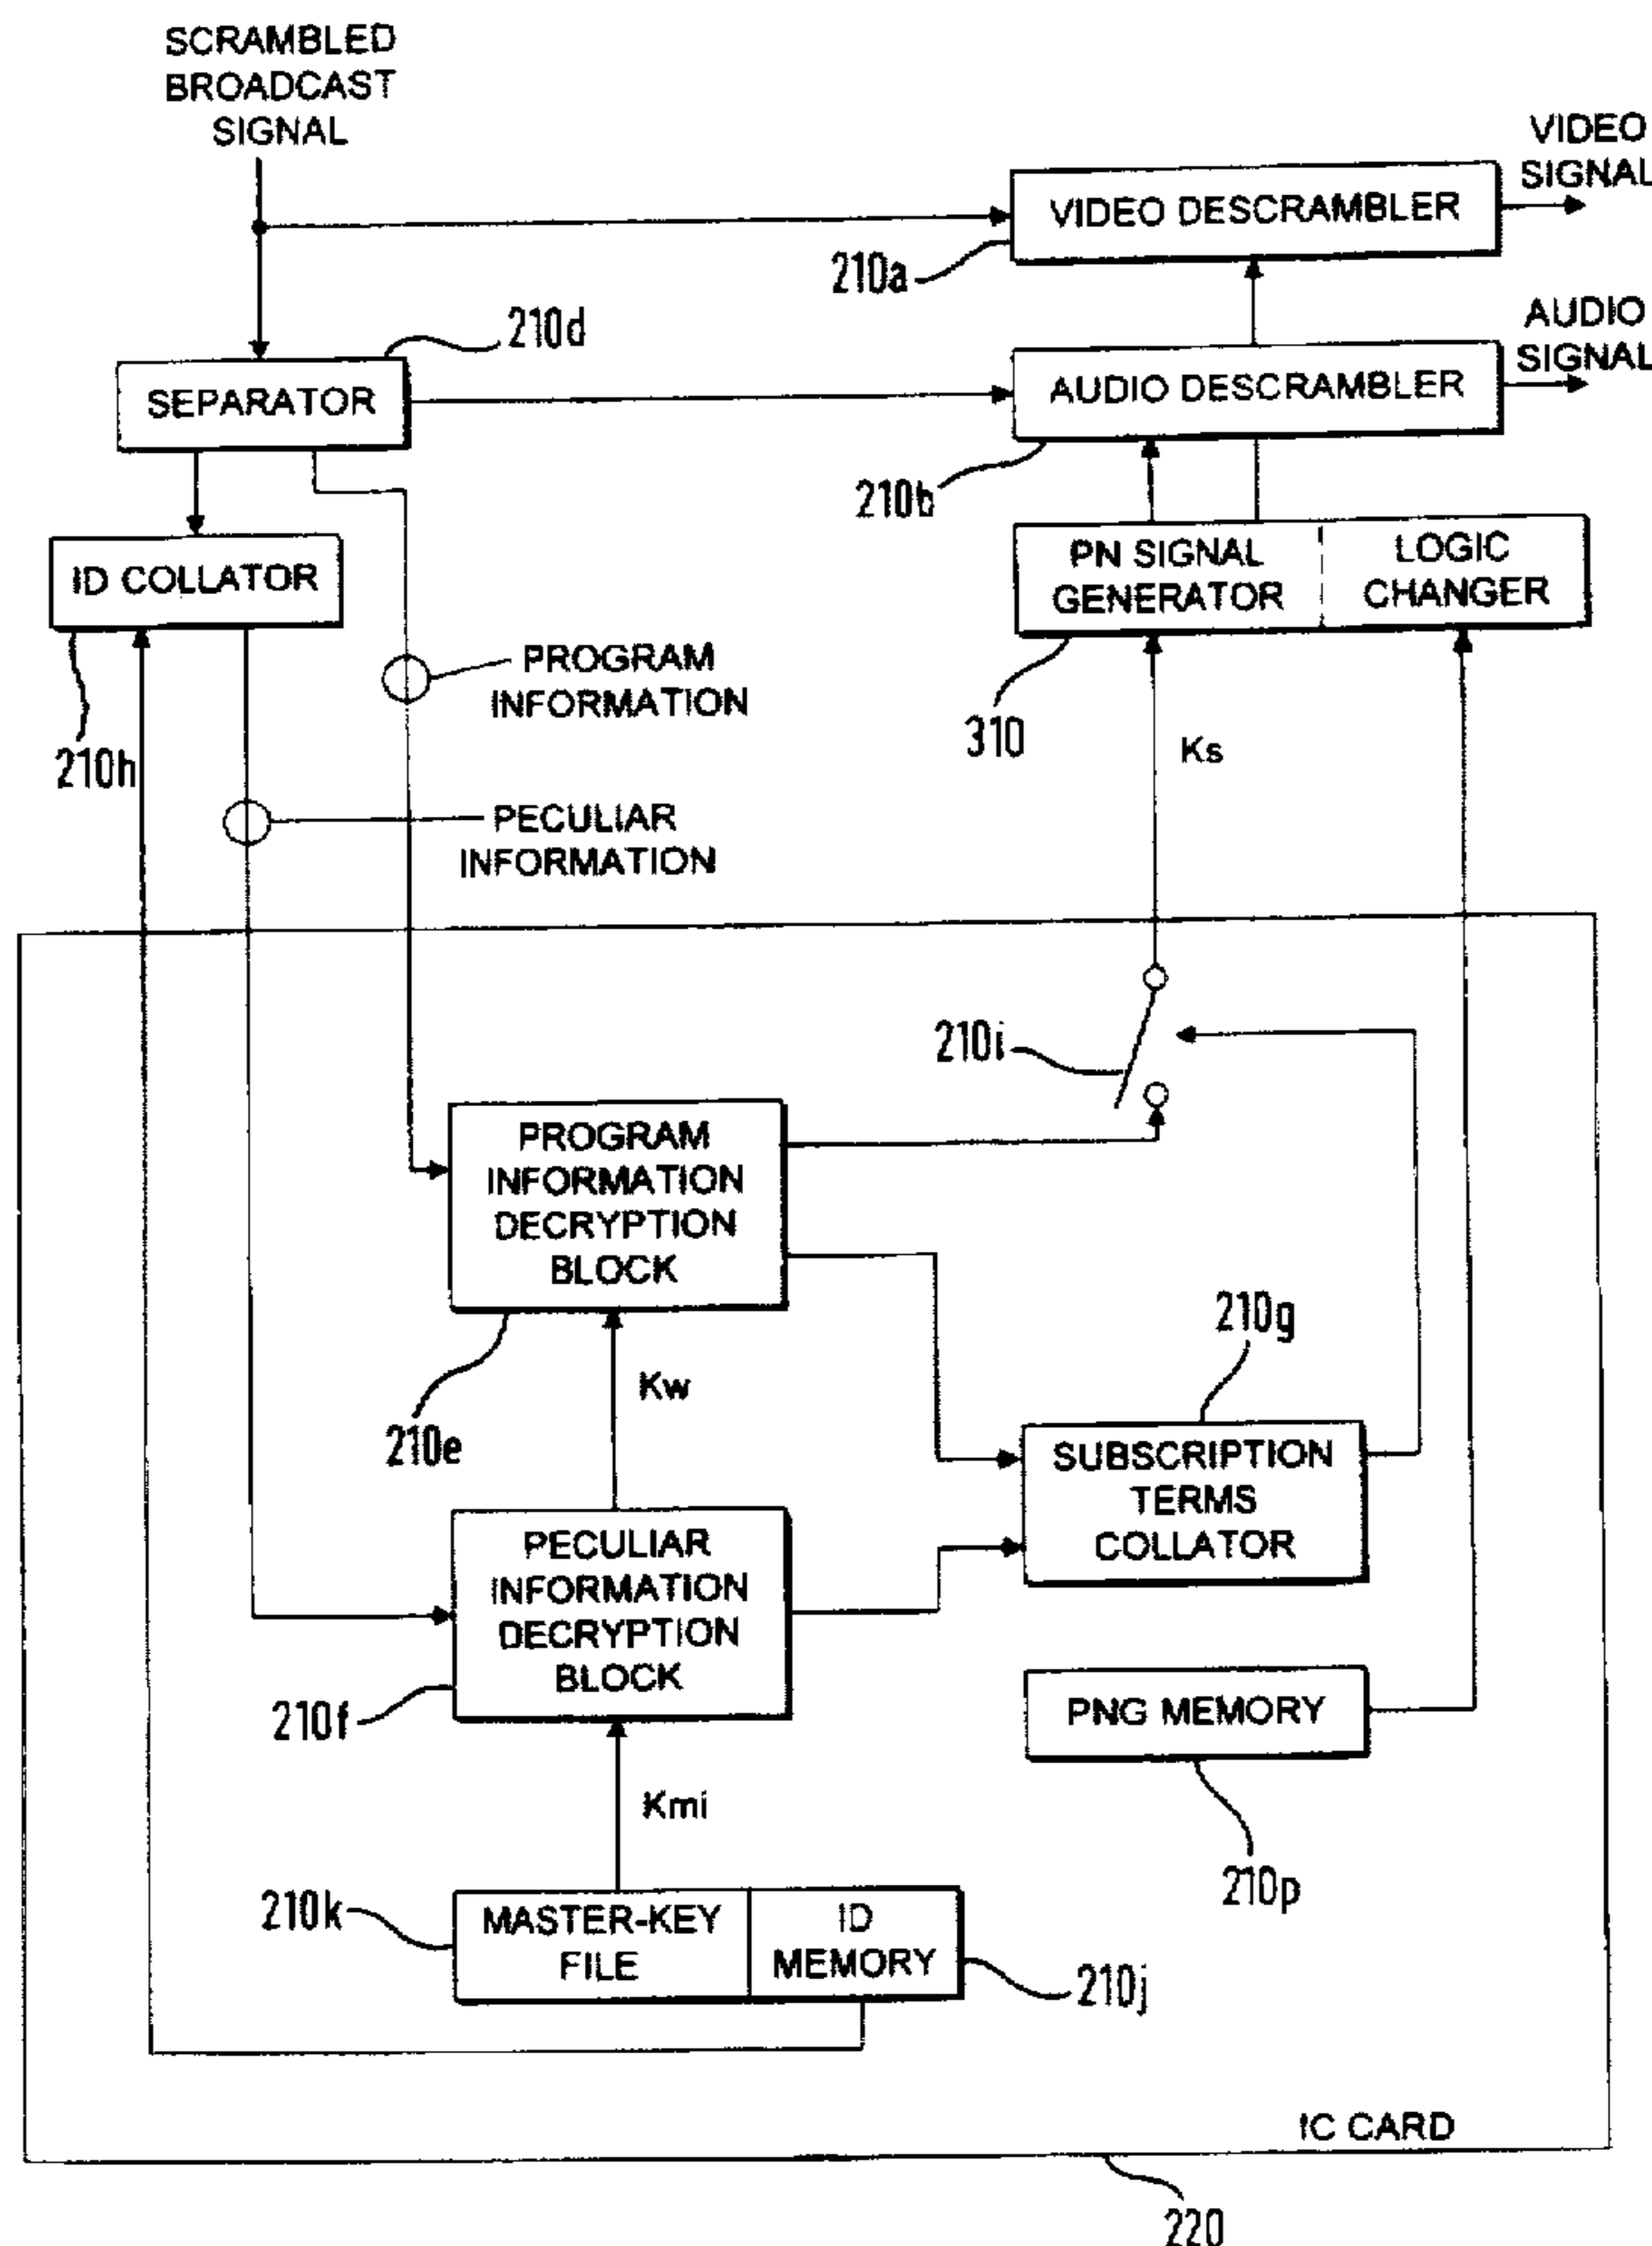 SCRAMBLED
BROADCAST
SIGNAL
VIDEO
SIGNAL
VIDEO DESCRAMBLER
210a
AUDIO
SIGNAL
210d
SEPARATOR
AUDIO DESCRAMBLER
210b
ID COLLATOR
PN SIGNAL
GENERATOR
LOGIC
CHANGER
PROGRAM
INFORMATION
310
Ks
210h
PECULIAR
INFORMATION
210i
PROGRAM
INFORMATION
DECRYPTION
BLOCK
210g
Kw
210e
SUBSCRIPTION
TERMS
COLLATOR
PECULIAR
INFORMATION
DECRYPTION
BLOCK
210f
PNG MEMORY
Kmi
210p
210k
MASTER-KEY
FILE
ID
MEMORY
210j
IC CARD
220